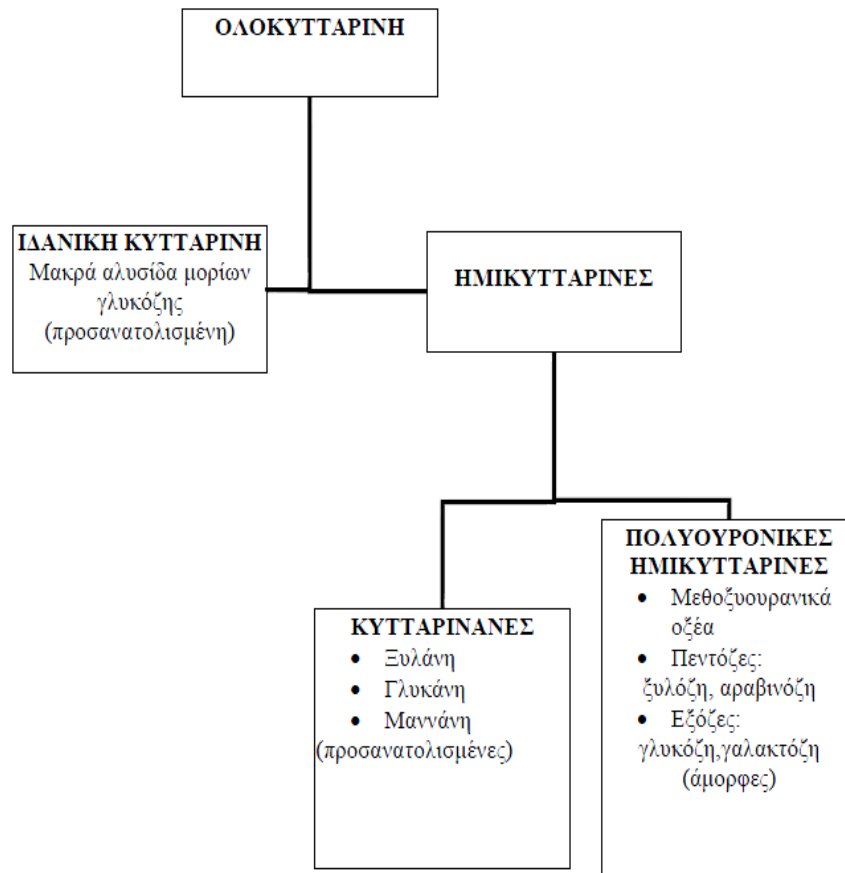 ΟΛΟΚΥΤΤΑΡΙΝΗ
ΙΔΑΝΙΚΗ ΚΥΤΤΑΡΙΝΗ
Μακρά αλυσίδα μορίων
γλυκόζης
(προσανατολισμένη)
ΗΜΙΚΥΤΤΑΡΙΝΕΣ
ΚΥΤΤΑΡΙΝΑΝΕΣ
• Ξυλάνη
• Γλυκάνη
• Μαννάνη
(προσανατολισμένες)
ΠΟΛΥΟΥΡΟΝΙΚΕΣ
ΗΜΙΚΥΤΤΑΡΙΝΕΣ
• Μεθοξυουρανικά
οξέα
• Πεντόζες:
ξυλόζη, αραβινόζη
• Εξόζες:
γλυκόζη,γαλακτόζη
(άμορφες)